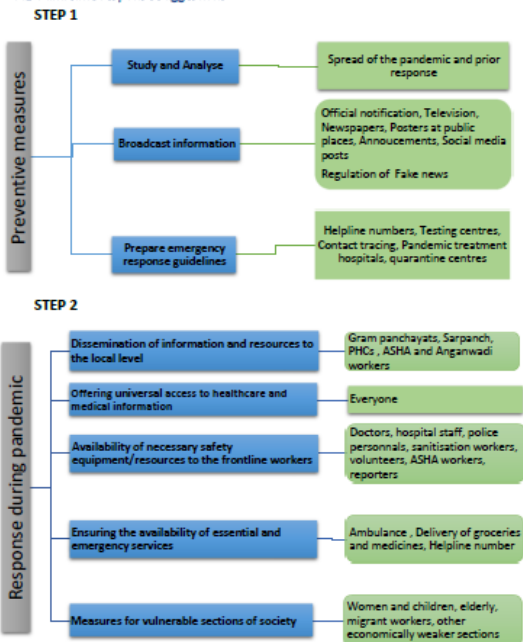 STEP 1
Preventive measures
Study and Analyse
Spread of the pandemic and prior
response
Broadcast information
Official notification, Television,
Newspapers, Posters at public
places, Annoucements, Social media
posts
Regulation of Fake news
Prepare emergency
response guidelines
Helpline numbers, Testing centres,
Contact tracing, Pandemic treatment
hospitals, quarantine centres
STEP 2
Response during pandemic
Dissemination of information and resources to
the local level
Gram panchayats, Sarpanch,
PHCs , ASHA and Anganwadi
workers
Offering universal access to healthcare and
medical information
Everyone
Availability of necessary safety
equipment/resources to the frontline workers
Doctors, hospital staff, police
personnals, sanitisation workers,
volunteers, ASHA workers,
reporters
Ensuring the availability of essential and
emergency services
Ambulance , Delivery of groceries
and medicines, Helpline number
Measures for vulnerable sections of society
Women and children, elderly,
migrant workers, other
economically weaker sections